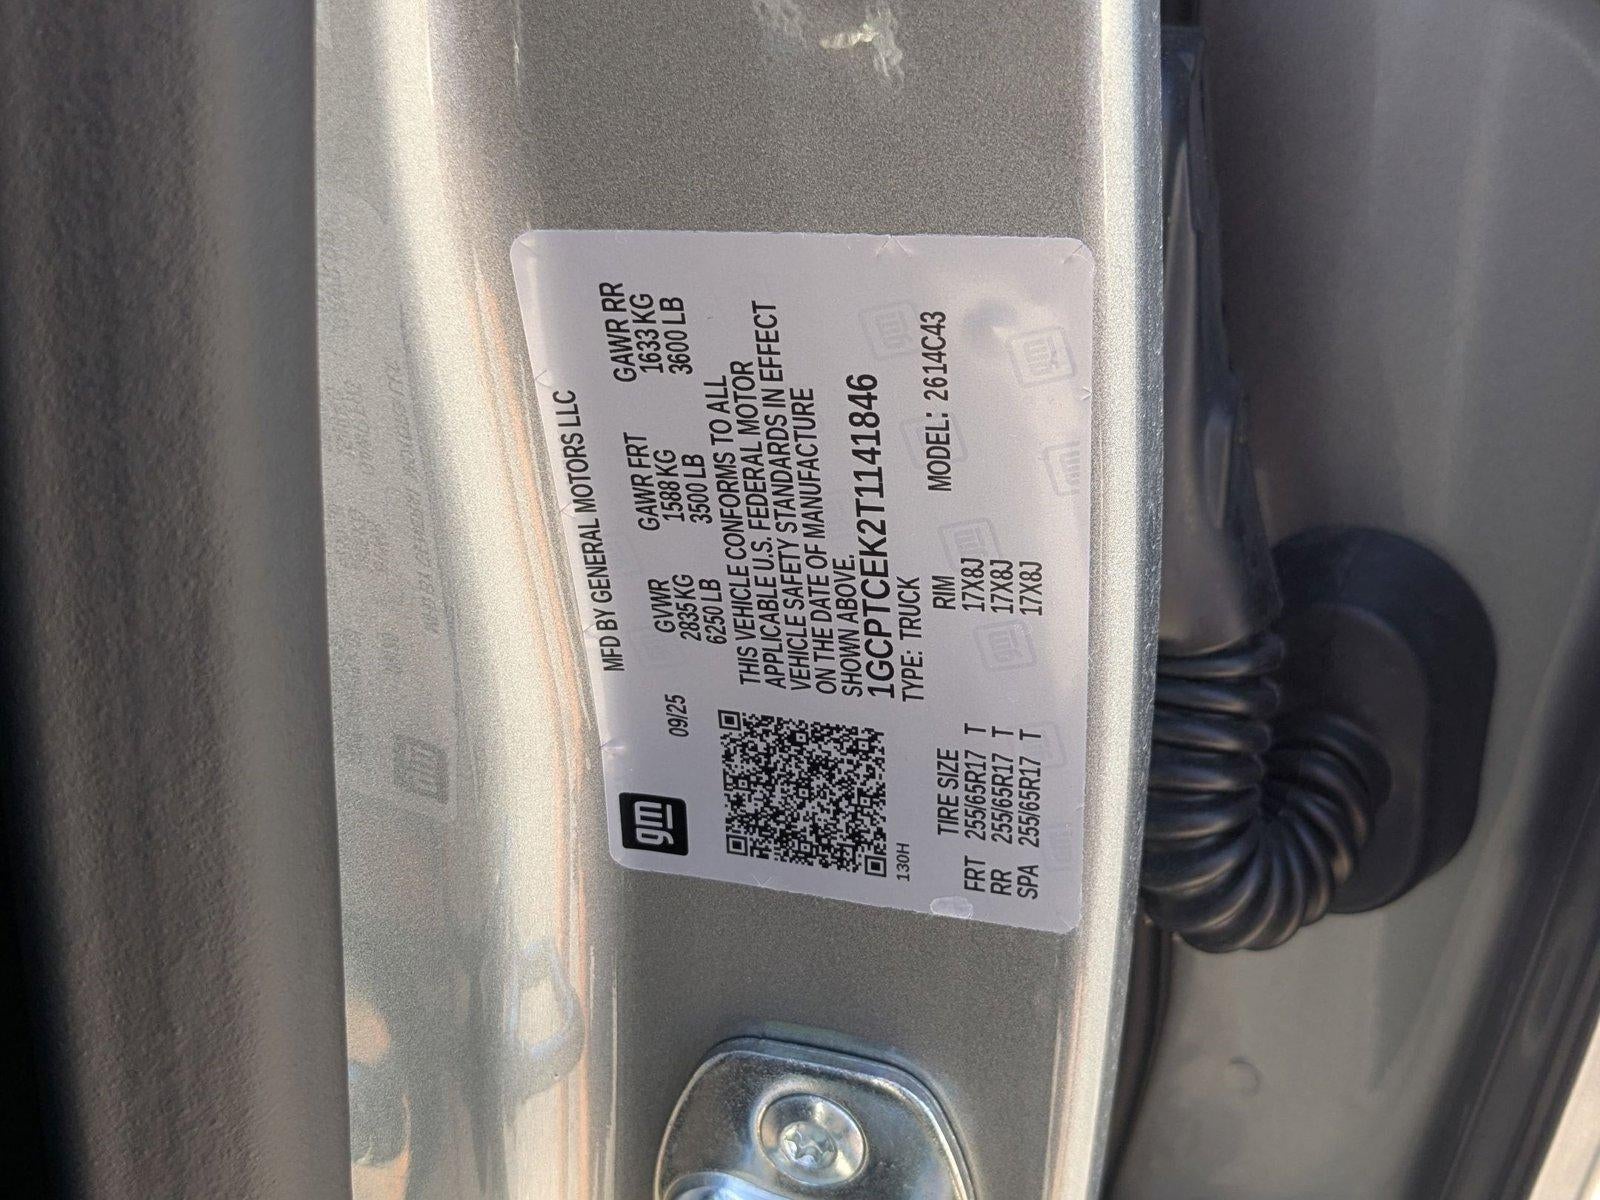 gm
MFD BY GENERAL MOTORS LLC
09/25
GVWR GAWR FRT GAWR RR
2835 KG 1588 KG 1633 KG
6250 LB 3500 LB 3600 LB
THIS VEHICLE CONFORMS TO ALL
APPLICABLE U.S. FEDERAL MOTOR
VEHICLE SAFETY STANDARDS IN EFFECT
ON THE DATE OF MANUFACTURE
SHOWN ABOVE.
1GCPTCEK2T1141846
TYPE: TRUCK MODEL: 2614C43
130H
TIRE SIZE RIM
FRT 255/65R17 T 17X8J
RR 255/65R17 T 17X8J
SPA 255/65R17 T 17X8J